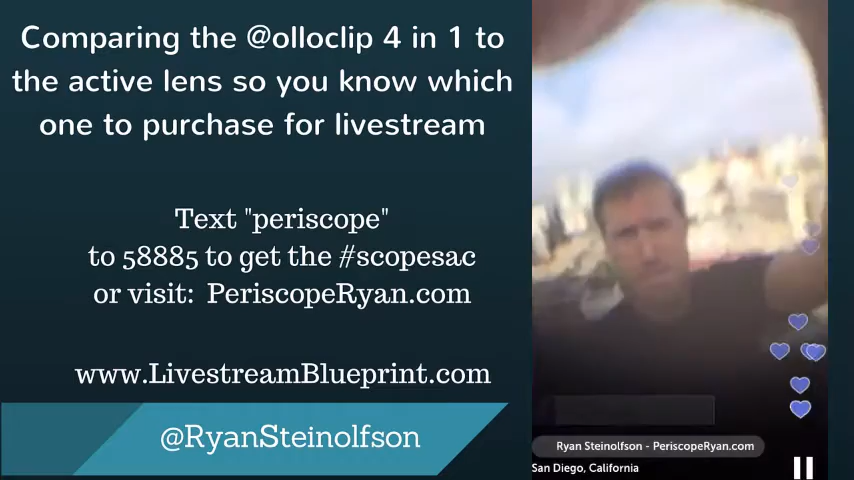 Comparing the @olloclip 4 in 1 to
the active lens so you know which
one to purchase for livestream
Text "periscope"
to 58885 to get the #scopesac
or visit: PeriscopeRyan.com
www.LivestreamBlueprint.com
@RyanSteinolfson
Ryan Steinolfson - PeriscopeRyan.com
San Diego, California